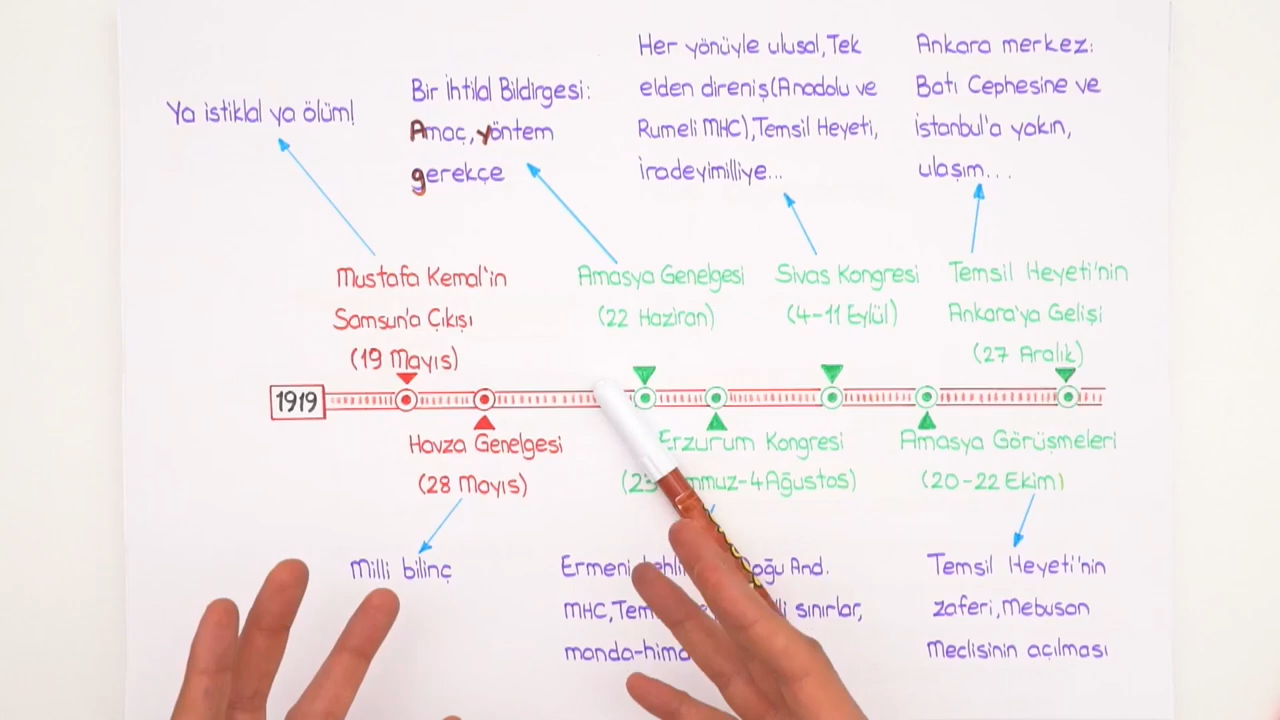 Ya istiklal ya ölüm!
Bir İhtilal Bildirgesi:
Amaç, yöntem
gerekçe
Her yönüyle ulusal, Tek
elden direniş(Anadolu ve
Rumeli MHC), Temsil Heyeti,
İradeyimilliye...
Ankara merkez:
Batı Cephesine ve
İstanbul'a yakın,
ulaşım...
Mustafa Kemal'in
Samsun'a Çıkışı
(19 Mayıs)
Amasya Genelgesi
(22 Haziran)
Sivas Kongresi
(4-11 Eylül)
Temsil Heyeti'nin
Ankara'ya Gelişi
(27 Aralık)
1919
Havza Genelgesi
(28 Mayıs)
Erzurum Kongresi
4 Ağustos)
Amasya Görüşmeleri
(20-22 Ekim)
Milli bilinç
Ermeni And.
MHC, sınırlar,
Temsil Heyeti'nin
zaferi, Mebusan
Meclisinin açılması